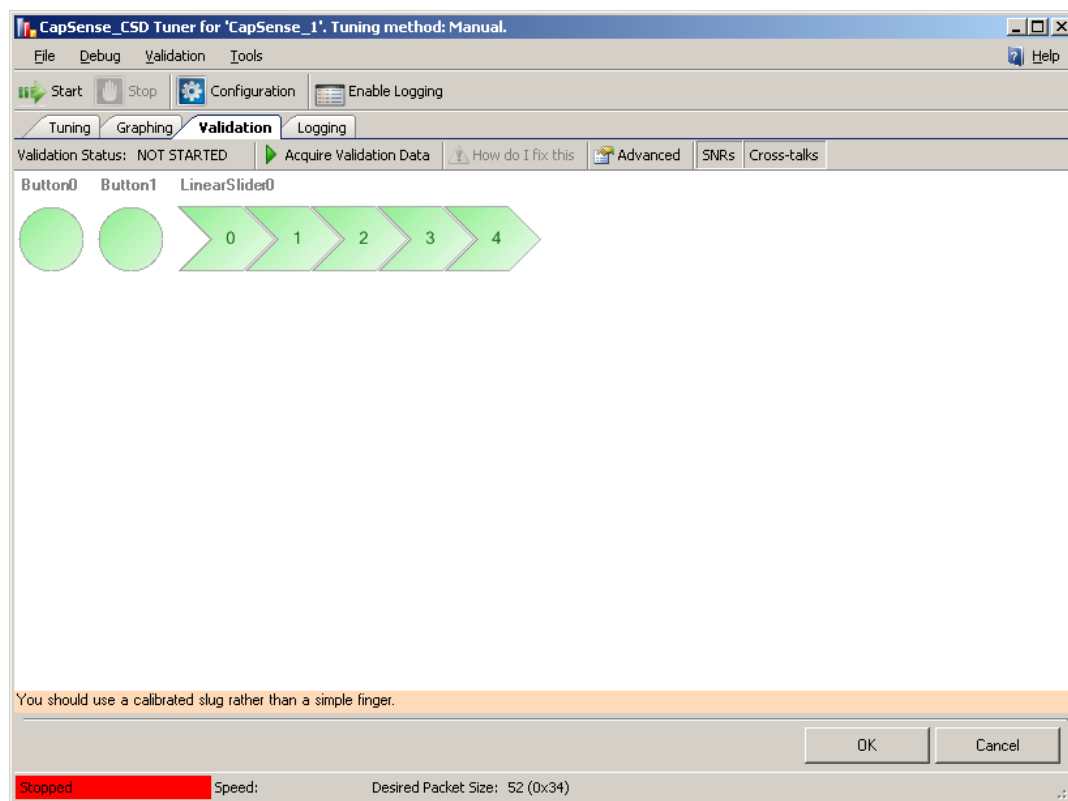 CapSense_CSD Tuner for 'CapSense_1'. Tuning method: Manual.
File Debug Validation Tools Help
Start Stop Configuration Enable Logging
Tuning Graphing Validation Logging
Validation Status: NOT STARTED Acquire Validation Data How do I fix this Advanced SNRs Cross-talks
Button0 Button1 LinearSlider0
0 1 2 3 4
You should use a calibrated slug rather than a simple finger.
OK Cancel
Stopped Speed: Desired Packet Size: 52 (0x34)